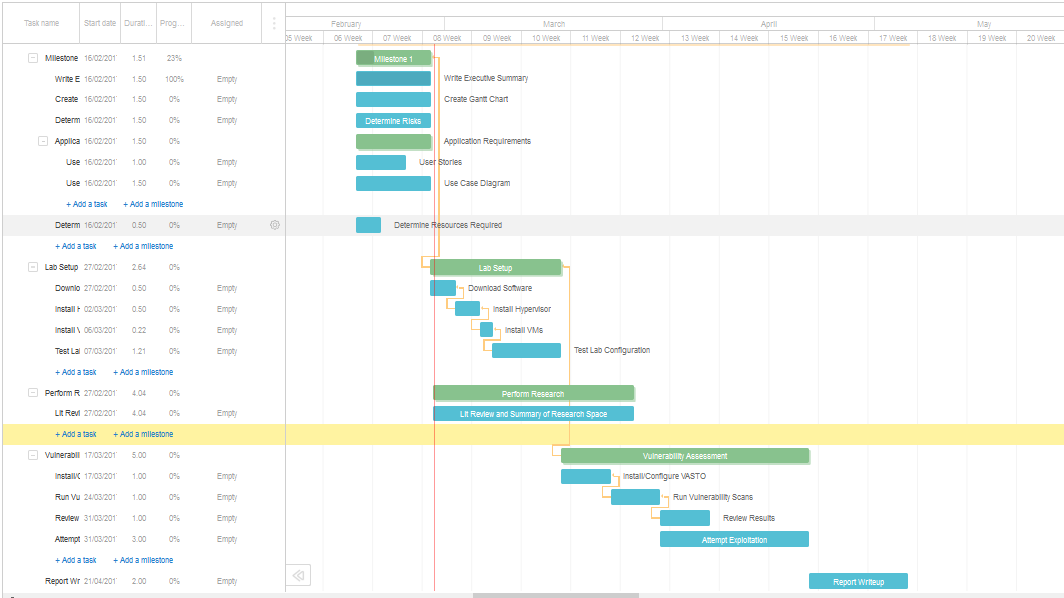 Task name Start date Durati... Prog... Assigned February March April May
05 Week 06 Week 07 Week 08 Week 09 Week 10 Week 11 Week 12 Week 14 Week 15 Week 16 Week 17 Week 18 Week 19 Week 20 Week
Milestone 16/02/201 1.51 23% Milestone 1
Write E 16/02/201 1.50 100% Empty Write Executive Summary
Create 16/02/201 1.50 0% Empty Create Gantt Chart
Determ 16/02/201 1.50 0% Empty Determine Risks
Applica 16/02/201 1.50 0% Application Requirements
Use 16/02/201 1.00 0% Empty User Stories
Use 16/02/201 1.50 0% Empty Use Case Diagram
+ Add a task + Add a milestone
Determ 16/02/201 0.50 0% Empty Determine Resources Required
+ Add a task + Add a milestone
Lab Setup 27/02/201 2.64 0% Lab Setup
Downlo 27/02/201 0.50 0% Empty Download Software
Install H 02/03/201 0.50 0% Empty Install Hypervisor
Install V 06/03/201 0.22 0% Empty Install VMs
Test Lal 07/03/201 1.21 0% Empty Test Lab Configuration
+ Add a task + Add a milestone
Perform R 27/02/201 4.04 0% Perform Research
Lit Revi 27/02/201 4.04 0% Empty Lit Review and Summary of Research Space
+ Add a task + Add a milestone
Vulnerabil 17/03/201 5.00 0% Vulnerability Assessment
Install/C 17/03/201 1.00 0% Empty Install/Configure VASTO
Run Vu 24/03/201 1.00 0% Empty Run Vulnerability Scans
Review 31/03/201 1.00 0% Empty Review Results
Attempt 31/03/201 3.00 0% Empty Attempt Exploitation
+ Add a task + Add a milestone
Report Wr 21/04/201 2.00 0% Empty Report Writeup